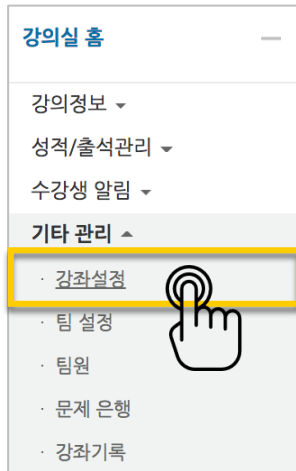 강의실 홈
강의정보
성적/출석관리
수강생 알림
기타 관리
· 강좌설정
· 팀 설정
· 팀원
· 문제 은행
· 강좌기록